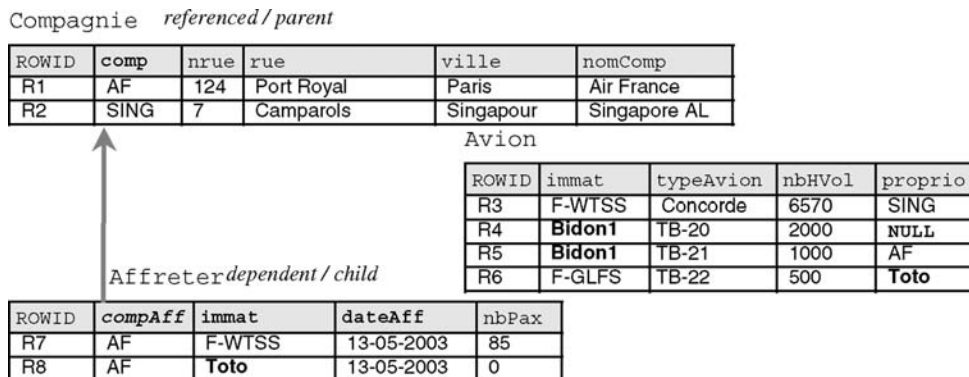 Compagnie referenced / parent
ROWID comp nrue rue ville nomComp
R1 AF 124 Port Royal Paris Air France
R2 SING 7 Camparols Singapour Singapore AL
Avion
ROWID immat typeAvion nbHVol proprio
R3 F-WTSS Concorde 6570 SING
R4 Bidon1 TB-20 2000 NULL
R5 Bidon1 TB-21 1000 AF
R6 F-GLFS TB-22 500 Toto
Affreter dependent / child
ROWID compAff immat dateAff nbPax
R7 AF F-WTSS 13-05-2003 85
R8 AF Toto 13-05-2003 0